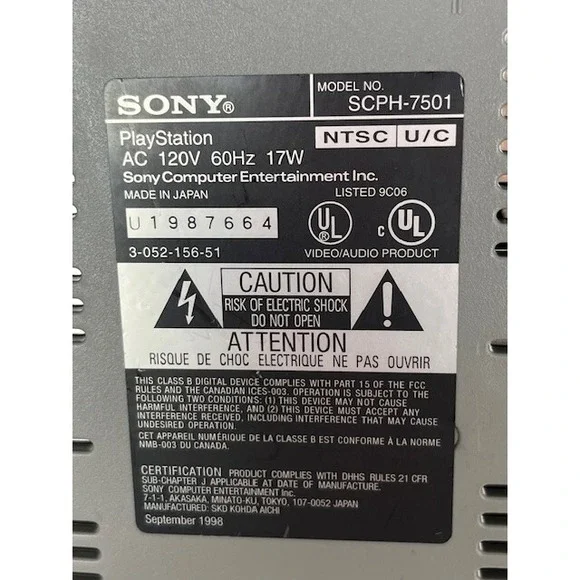 SONY®
MODEL NO.
SCPH-7501
PlayStation
NTSC U/C
AC 120V 60Hz 17W
Sony Computer Entertainment Inc.
MADE IN JAPAN
LISTED 9C06
U1987664
UL ®
C UL
3-052-156-51
VIDEO/AUDIO PRODUCT
CAUTION
RISK OF ELECTRIC SHOCK
DO NOT OPEN
ATTENTION
RISQUE DE CHOC ELECTRIQUE NE PAS OUVRIR
THIS CLASS B DIGITAL DEVICE COMPLIES WITH PART 15 OF THE FCC
RULES AND THE CANADIAN ICES-003. OPERATION IS SUBJECT TO THE
FOLLOWING TWO CONDITIONS: (1) THIS DEVICE MAY NOT CAUSE
HARMFUL INTERFERENCE, AND (2) THIS DEVICE MUST ACCEPT ANY
INTERFERENCE RECEIVED, INCLUDING INTERFERENCE THAT MAY CAUSE
UNDESIRED OPERATION.
CET APPAREIL NUMÉRIQUE DE LA CLASSE B EST CONFORME À LA NORME
NMB-003 DU CANADA.
CERTIFICATION PRODUCT COMPLIES WITH DHHS RULES 21 CFR
SUB-CHAPTER J APPLICABLE AT DATE OF MANUFACTURE.
SONY COMPUTER ENTERTAINMENT INC.
7-1-1, AKASAKA, MINATO-KU, TOKYO, 107-0052 JAPAN
MANUFACTURED: SKD KOHDA AICHI
September 1998